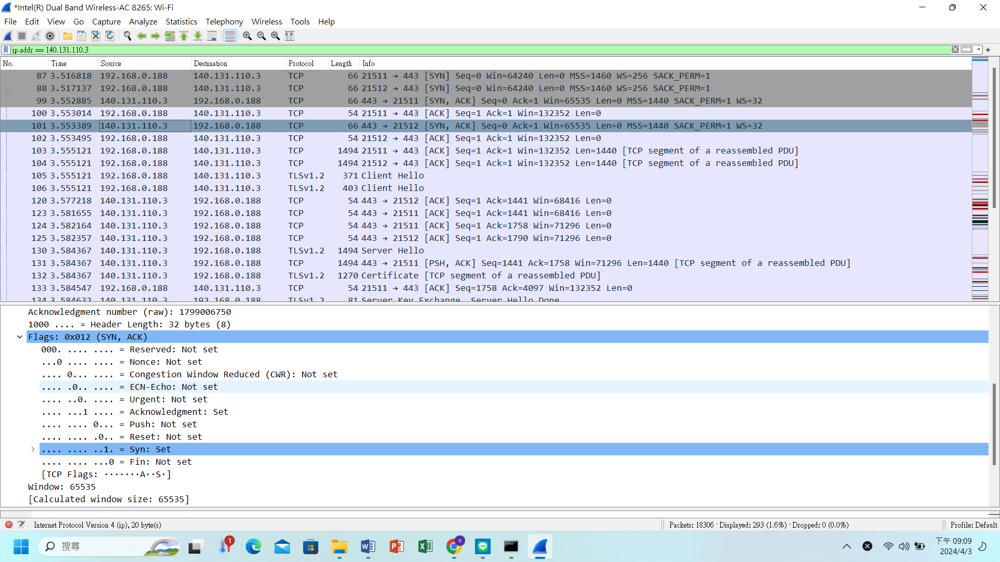 *Intel(R) Dual Band Wireless-AC 8265: Wi-Fi
File Edit View Go Capture Analyze Statistics Telephony Wireless Tools Help
ip.addr == 140.131.110.3
No. Time Source Destination Protocol Length Info
87 3.516818 192.168.0.188 140.131.110.3 TCP 66 21511 → 443 [SYN] Seq=0 Win=64240 Len=0 MSS=1460 WS=256 SACK_PERM=1
88 3.517137 192.168.0.188 140.131.110.3 TCP 66 21512 → 443 [SYN] Seq=0 Win=64240 Len=0 MSS=1460 WS=256 SACK_PERM=1
99 3.552885 140.131.110.3 192.168.0.188 TCP 66 443 → 21511 [SYN, ACK] Seq=0 Ack=1 Win=65535 Len=0 MSS=1440 SACK_PERM=1 WS=32
100 3.553014 192.168.0.188 140.131.110.3 TCP 54 21511 → 443 [ACK] Seq=1 Ack=1 Win=132352 Len=0
101 3.553389 140.131.110.3 192.168.0.188 TCP 66 443 → 21512 [SYN, ACK] Seq=0 Ack=1 Win=65535 Len=0 MSS=1440 SACK_PERM=1 WS=32
102 3.553495 192.168.0.188 140.131.110.3 TCP 54 21512 → 443 [ACK] Seq=1 Ack=1 Win=132352 Len=0
103 3.555121 192.168.0.188 140.131.110.3 TCP 1494 21511 → 443 [ACK] Seq=1 Ack=1 Win=132352 Len=1440 [TCP segment of a reassembled PDU]
104 3.555121 192.168.0.188 140.131.110.3 TCP 1494 21512 → 443 [ACK] Seq=1 Ack=1 Win=132352 Len=1440 [TCP segment of a reassembled PDU]
105 3.555121 192.168.0.188 140.131.110.3 TLSv1.2 371 Client Hello
106 3.555121 192.168.0.188 140.131.110.3 TLSv1.2 403 Client Hello
120 3.577218 140.131.110.3 192.168.0.188 TCP 54 443 → 21512 [ACK] Seq=1 Ack=1441 Win=68416 Len=0
123 3.581655 140.131.110.3 192.168.0.188 TCP 54 443 → 21511 [ACK] Seq=1 Ack=1441 Win=68416 Len=0
124 3.582164 140.131.110.3 192.168.0.188 TCP 54 443 → 21511 [ACK] Seq=1 Ack=1758 Win=71296 Len=0
125 3.582357 140.131.110.3 192.168.0.188 TCP 54 443 → 21512 [ACK] Seq=1 Ack=1790 Win=71296 Len=0
130 3.584367 140.131.110.3 192.168.0.188 TLSv1.2 1494 Server Hello
131 3.584367 140.131.110.3 192.168.0.188 TCP 1494 443 → 21511 [PSH, ACK] Seq=1441 Ack=1758 Win=71296 Len=1440 [TCP segment of a reassembled PDU]
132 3.584367 140.131.110.3 192.168.0.188 TLSv1.2 1270 Certificate [TCP segment of a reassembled PDU]
133 3.584547 192.168.0.188 140.131.110.3 TCP 54 21511 → 443 [ACK] Seq=1758 Ack=4097 Win=132352 Len=0
134 3.584632 140.131.110.3 192.168.0.188 TLSv1.2 81 Server Key Exchange, Server Hello Done
Acknowledgment number (raw): 1799006750
1000 .... = Header Length: 32 bytes (8)
Flags: 0x012 (SYN, ACK)
000. .... .... = Reserved: Not set
...0 .... .... = Nonce: Not set
.... 0... .... = Congestion Window Reduced (CWR): Not set
.... .0.. .... = ECN-Echo: Not set
.... ..0. .... = Urgent: Not set
.... ...1 .... = Acknowledgment: Set
.... .... 0... = Push: Not set
.... .... .0.. = Reset: Not set
.... .... ..1. = Syn: Set
.... .... ...0 = Fin: Not set
[TCP Flags: ·······A··S·]
Window: 65535
[Calculated window size: 65535]
Internet Protocol Version 4 (ip), 20 byte(s)
Packets: 18306 · Displayed: 293 (1.6%) · Dropped: 0 (0.0%)
Profile: Default
搜尋
1
S
LINE
下午 09:09
2024/4/3